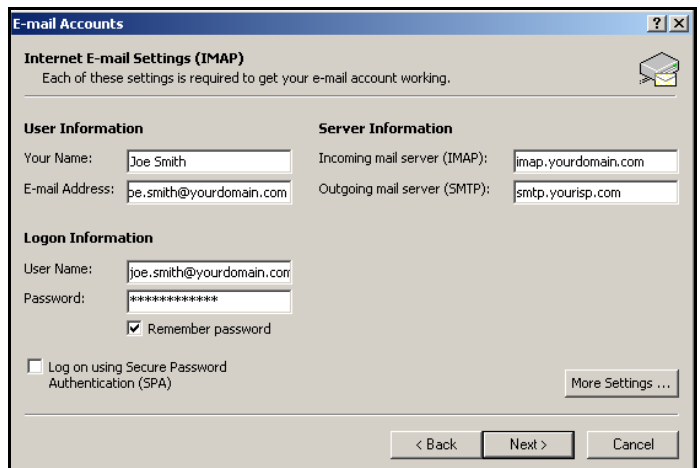 E-mail Accounts
Internet E-mail Settings (IMAP)
Each of these settings is required to get your e-mail account working.
User Information
Your Name: Joe Smith
E-mail Address: oe.smith@yourdomain.com
Server Information
Incoming mail server (IMAP): imap.yourdomain.com
Outgoing mail server (SMTP): smtp.yourisp.com
Logon Information
User Name: joe.smith@yourdomain.com
Password: ************
Remember password
Log on using Secure Password
Authentication (SPA)
More Settings ...
< Back Next > Cancel